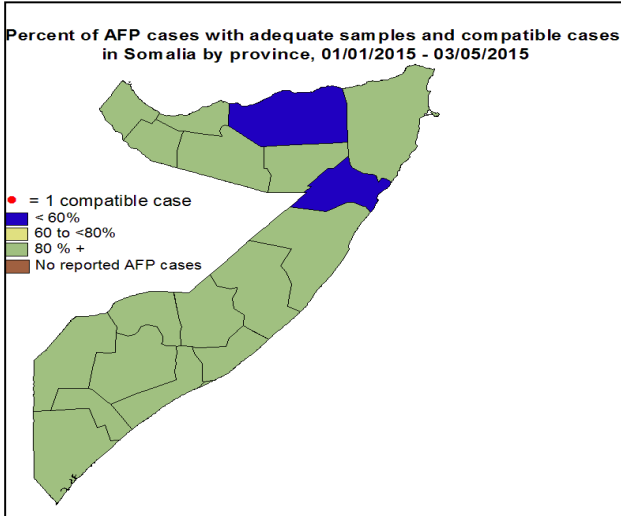 Percent of AFP cases with adequate samples and compatible cases
in Somalia by province, 01/01/2015 - 03/05/2015
= 1 compatible case
< 60%
60 to <80%
80 % +
No reported AFP cases